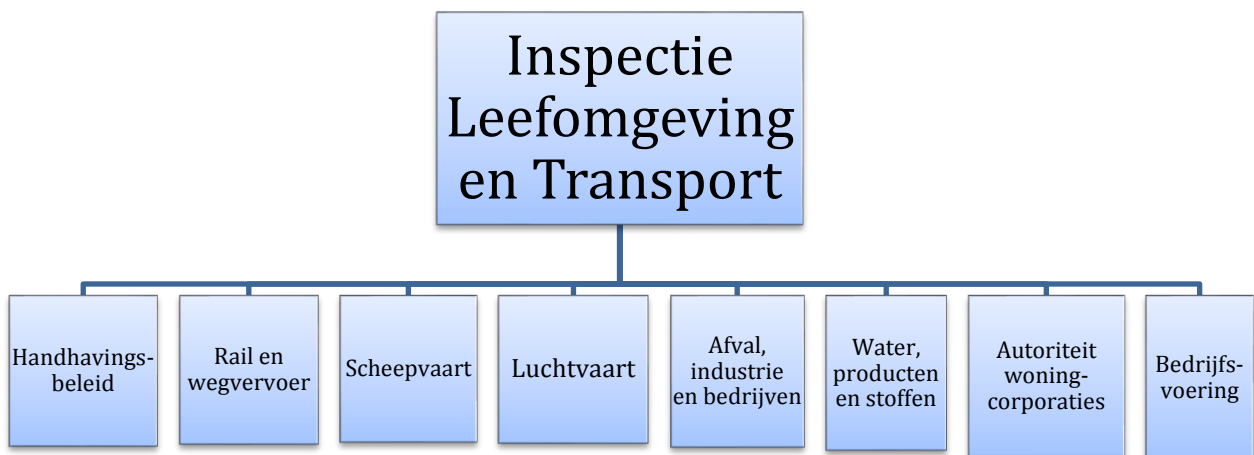 Inspectie
Leefomgeving
en Transport
Handhavings-
beleid
Rail en
wegvervoer
Scheepvaart
Luchtvaart
Afval,
industrie
en bedrijven
Water,
producten
en stoffen
Autoriteit
woning-
corporaties
Bedrijfs-
voering